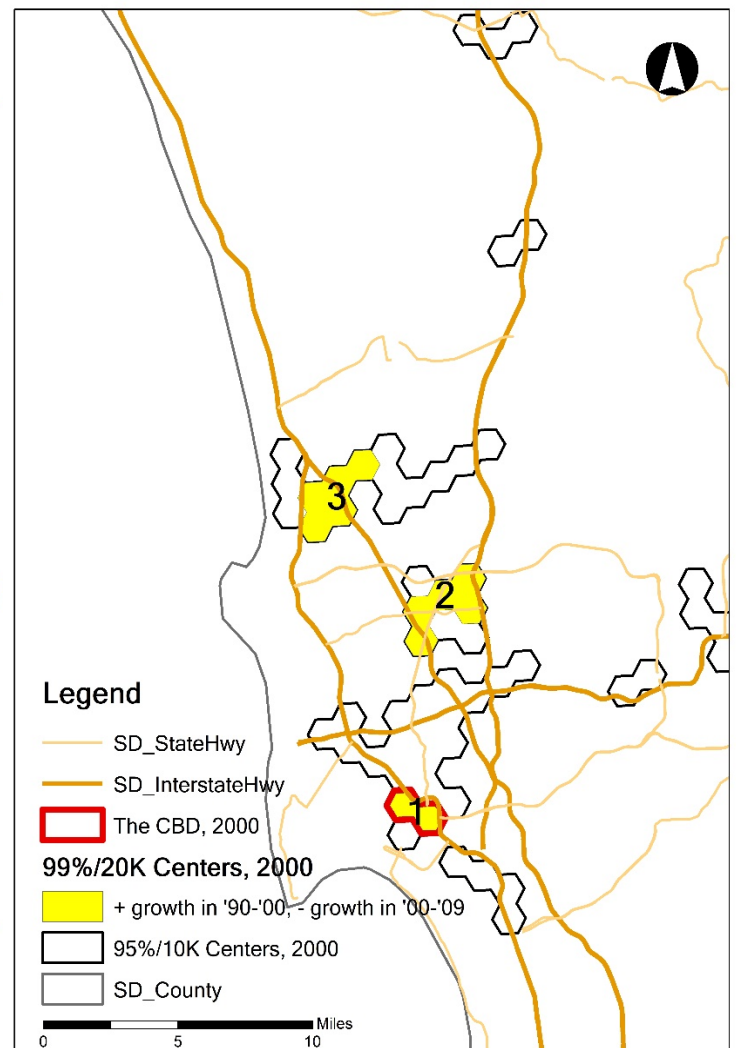 3
2
1
Legend
SD_StateHwy
SD_InterstateHwy
The CBD, 2000
99%/20K Centers, 2000
+ growth in '90-'00, - growth in '00-'09
95%/10K Centers, 2000
SD_County
Miles
0 5 10